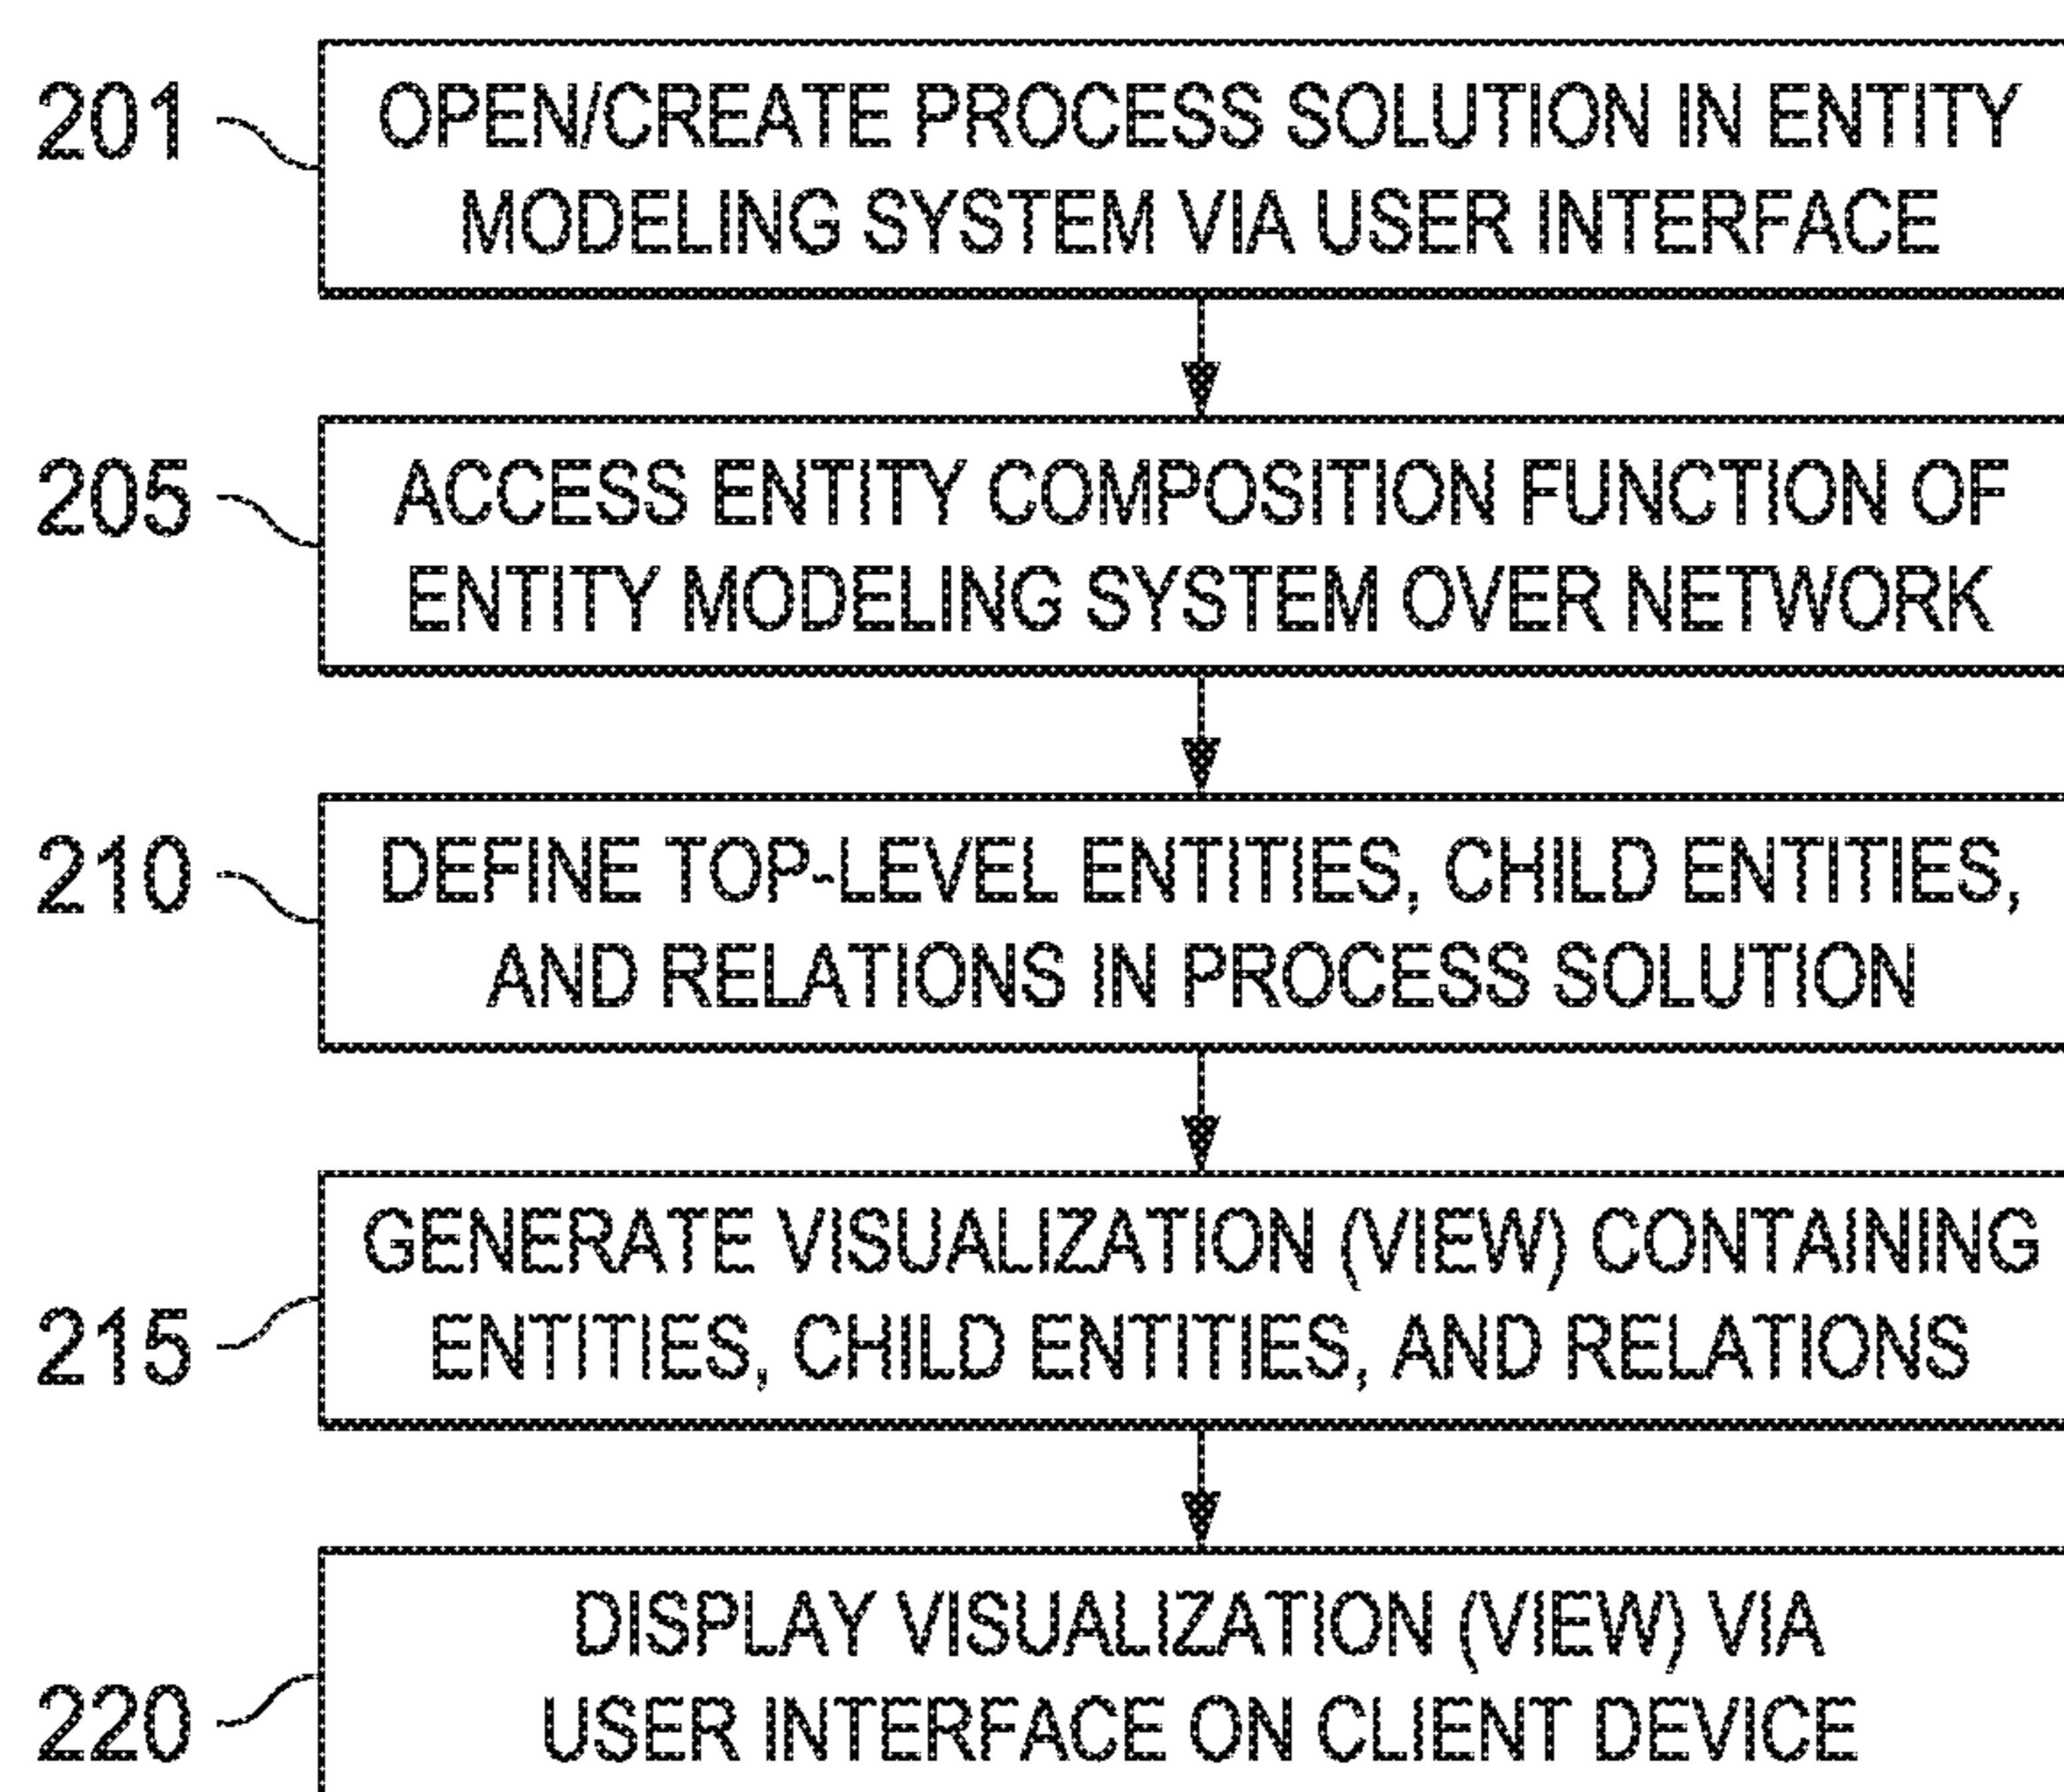 201
OPEN/CREATE PROCESS SOLUTION IN ENTITY
MODELING SYSTEM VIA USER INTERFACE
205
ACCESS ENTITY COMPOSITION FUNCTION OF
ENTITY MODELING SYSTEM OVER NETWORK
210
DEFINE TOP-LEVEL ENTITIES, CHILD ENTITIES,
AND RELATIONS IN PROCESS SOLUTION
215
GENERATE VISUALIZATION (VIEW) CONTAINING
ENTITIES, CHILD ENTITIES, AND RELATIONS
220
DISPLAY VISUALIZATION (VIEW) VIA
USER INTERFACE ON CLIENT DEVICE